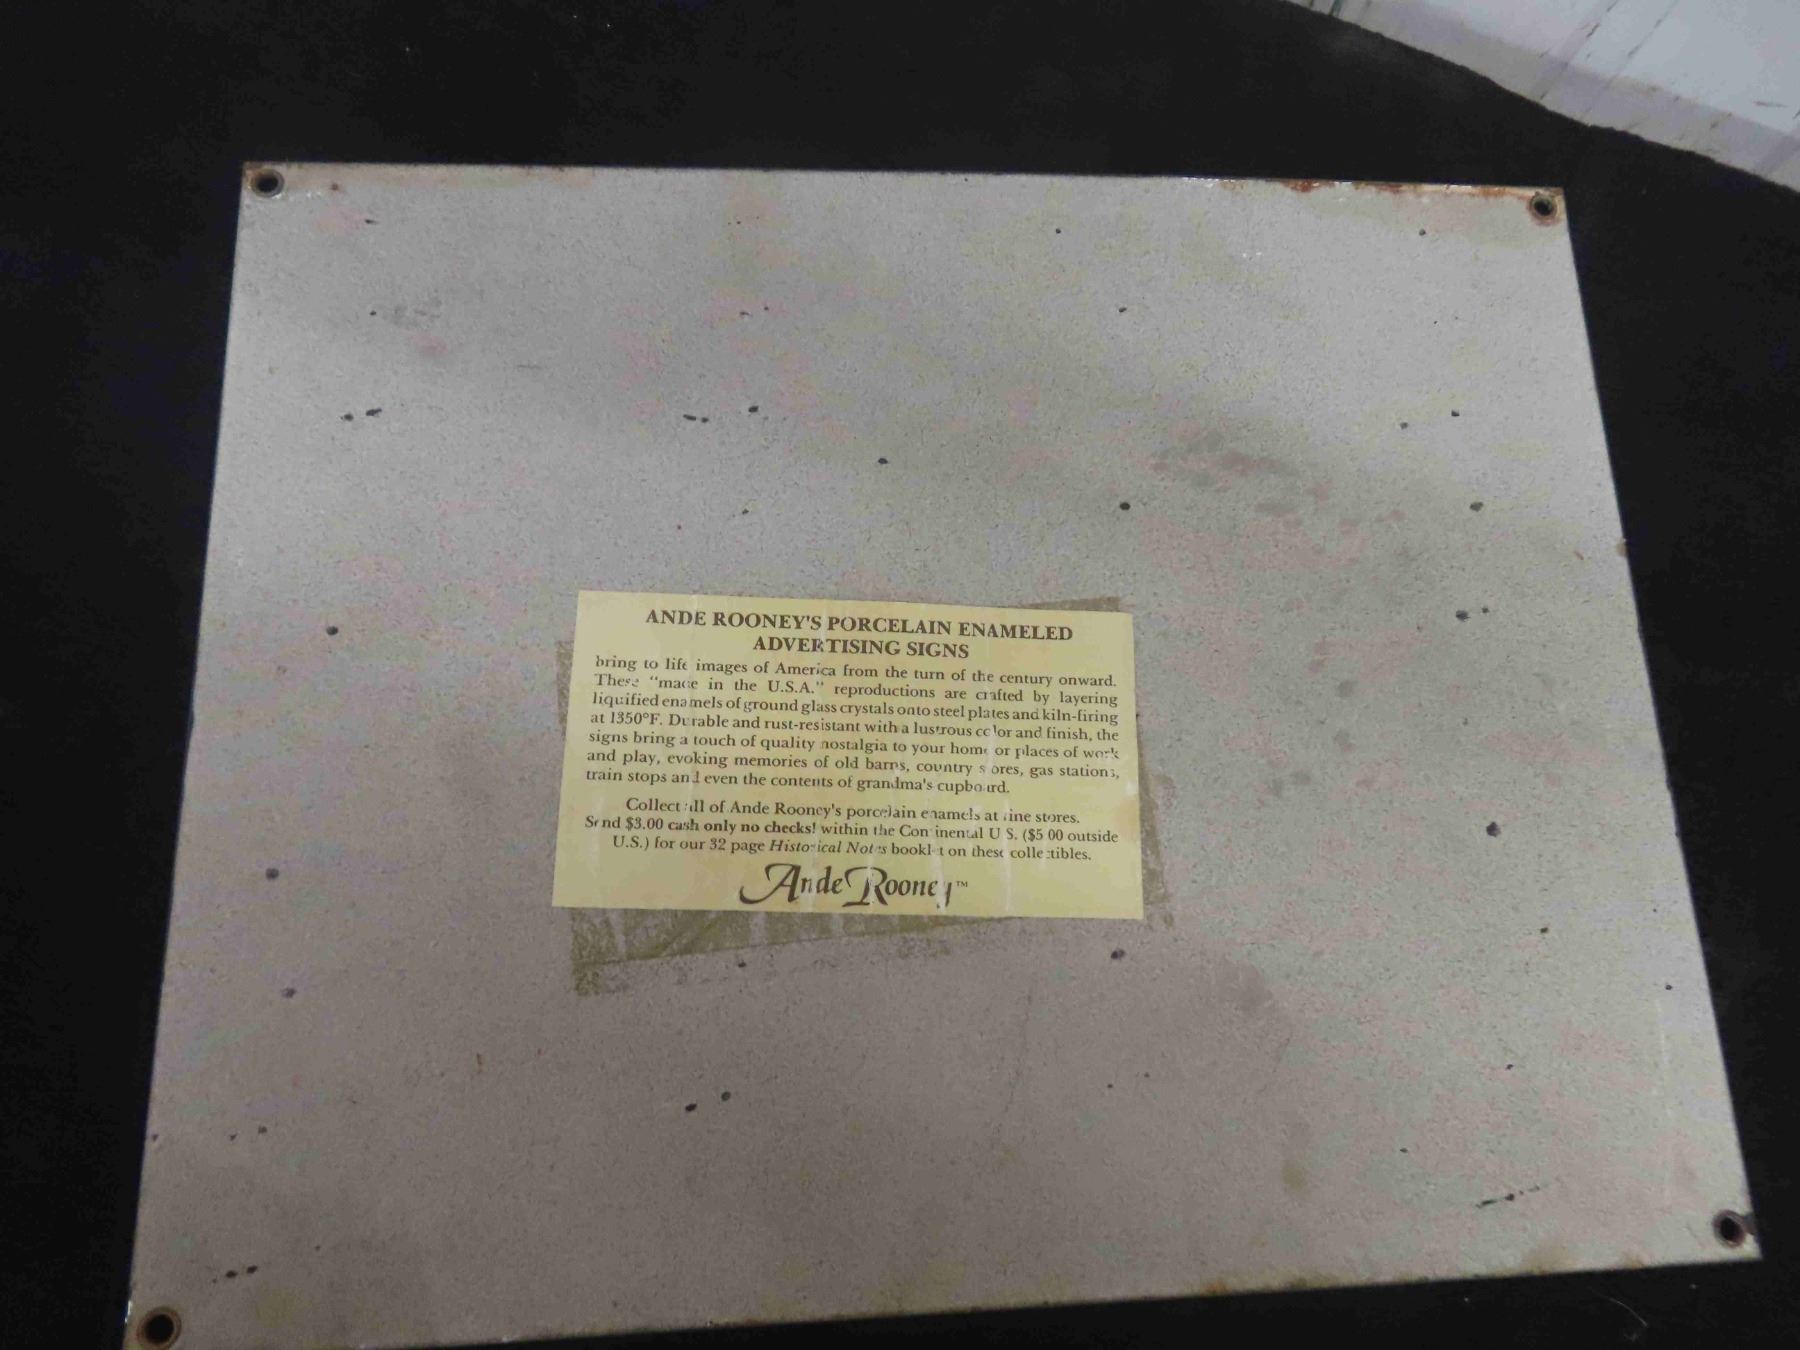 ANDE ROONEY'S PORCELAIN ENAMELED
ADVERTISING SIGNS
bring to life images of America from the turn of the century onward.
These "made in the U.S.A." reproductions are crafted by layering
liquified enamels of ground glass crystals onto steel plates and kiln-firing
at 1350°F. Durable and rust-resistant with a lustrous color and finish, the
signs bring a touch of quality nostalgia to your home or places of work
and play, evoking memories of old barns, country stores, gas stations,
train stops and even the contents of grandma's cupboard.
Collect all of Ande Rooney's porcelain enamels at fine stores.
Send $3.00 cash only no checks! within the Continental U.S. ($5.00 outside
U.S.) for our 32 page Historical Notes booklet on these collectibles.
Ande Rooney™